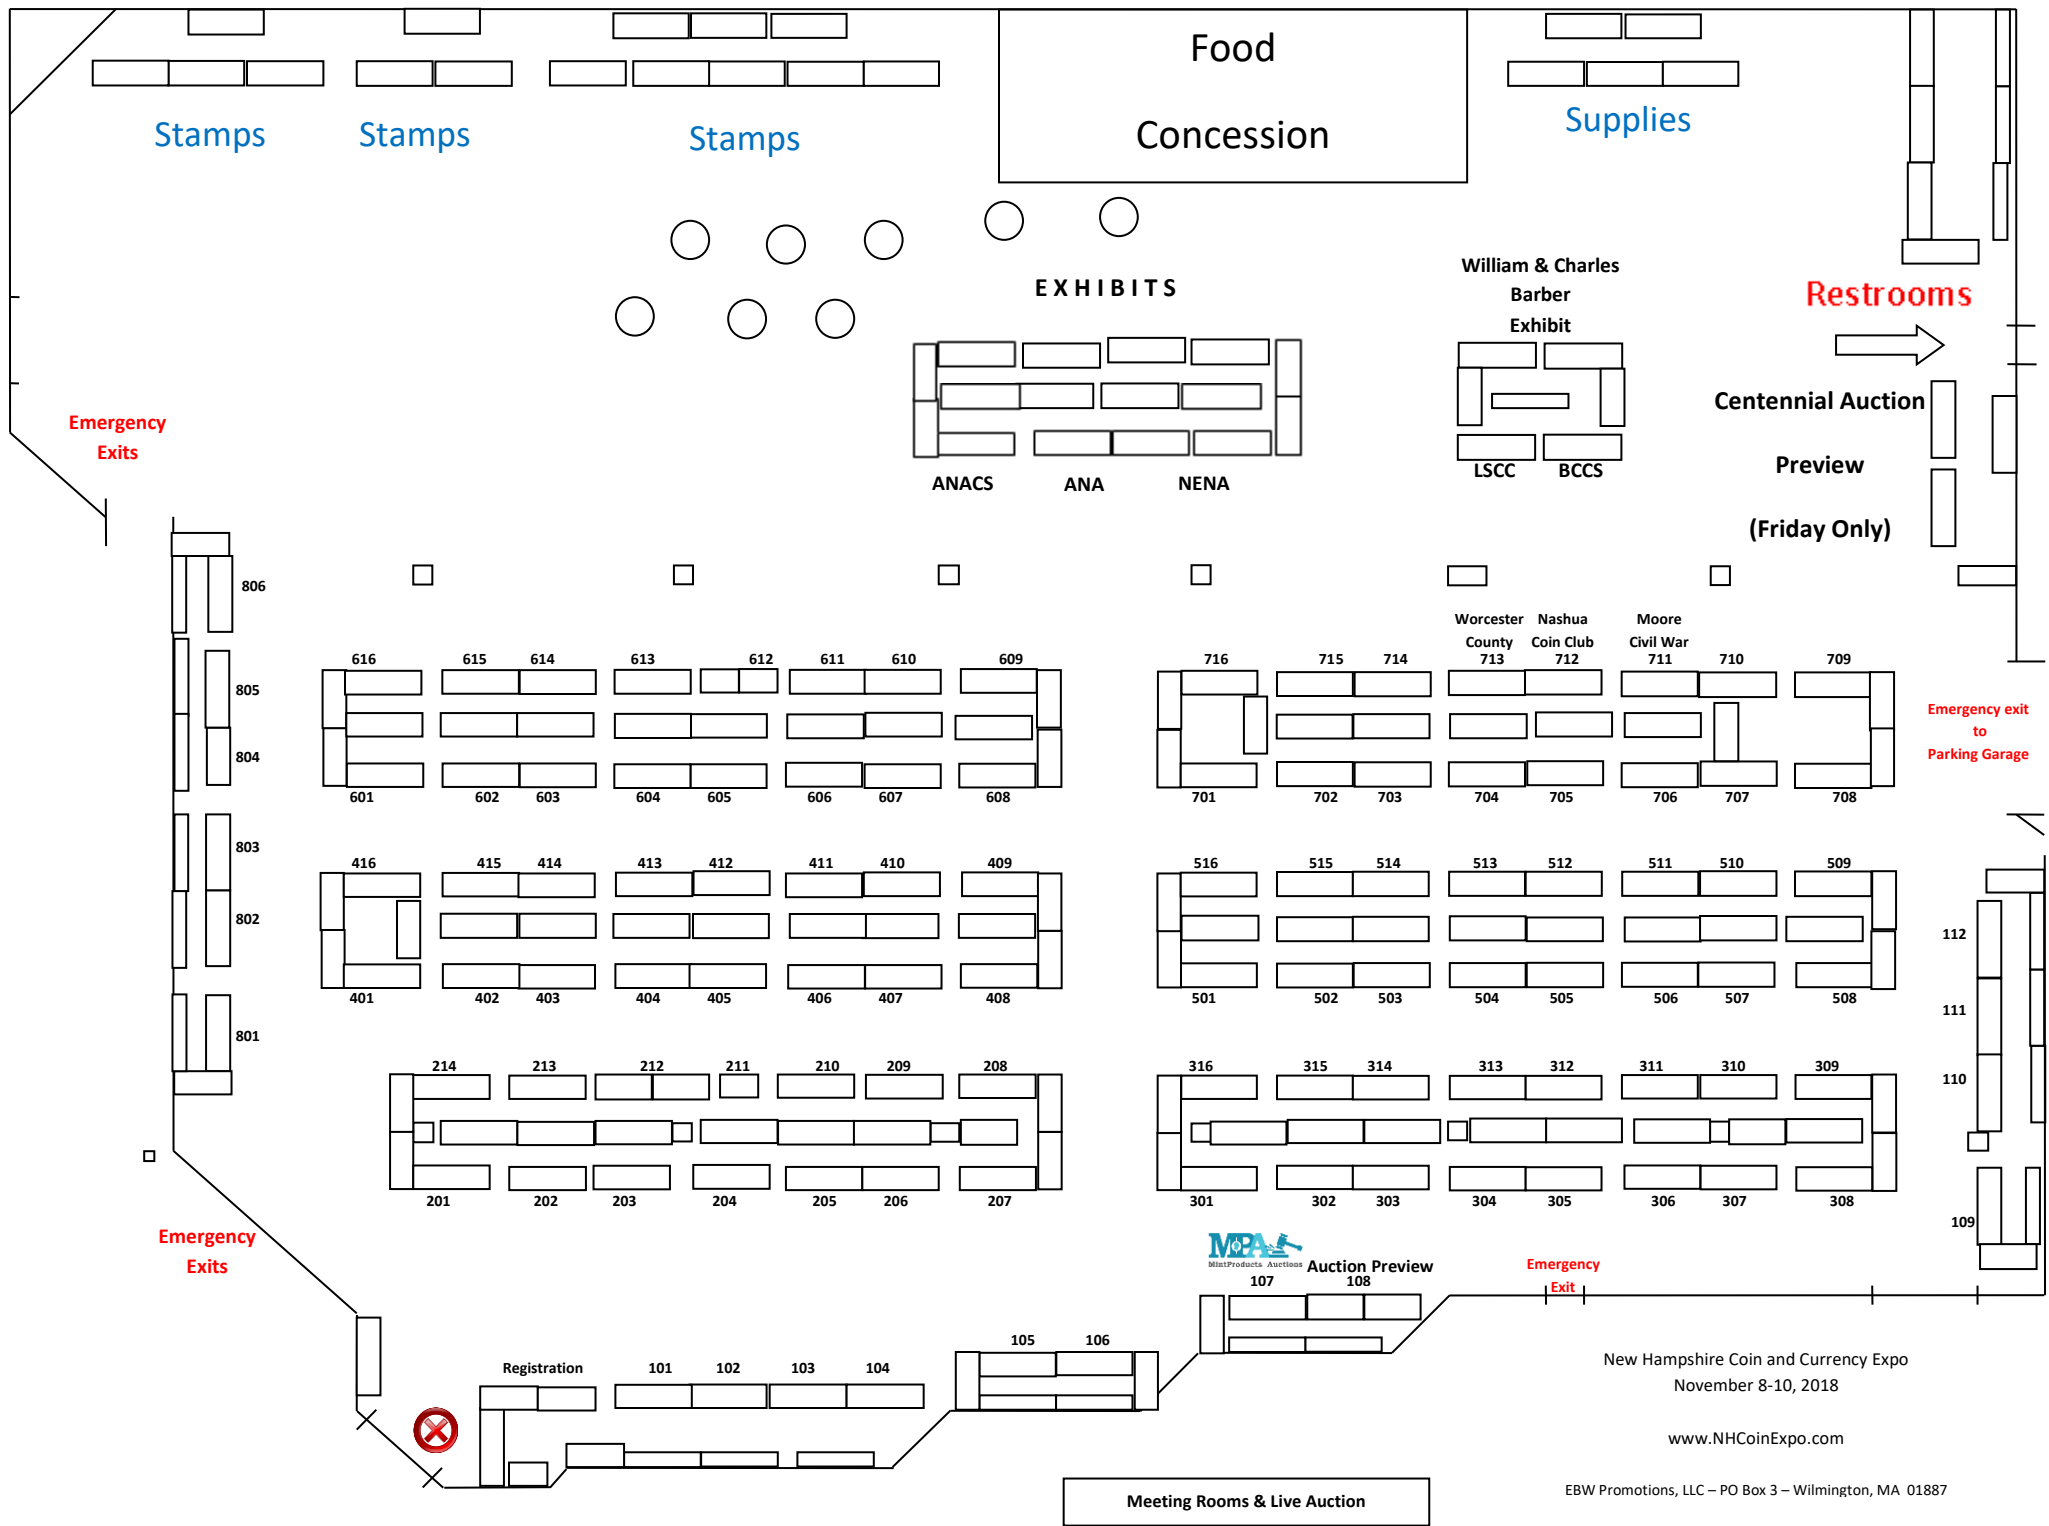 Food
Concession
Stamps
Stamps
Stamps
Supplies
EXHIBITS
William & Charles
Barber
Exhibit
Restrooms
Centennial Auction
Preview
(Friday Only)
Emergency
Exits
ANACS ANA NENA
LSCC BCCS
806
805
804
803
802
801
Worcester
County
Nashua
Coin Club
Moore
Civil War
616 615 614 613 612 611 610 609
716 715 714 713 712 711 710 709
Emergency exit
to
Parking Garage
601 602 603 604 605 606 607 608
701 702 703 704 705 706 707 708
416 415 414 413 412 411 410 409
516 515 514 513 512 511 510 509
401 402 403 404 405 406 407 408
501 502 503 504 505 506 507 508
112
111
110
109
214 213 212 211 210 209 208
316 315 314 313 312 311 310 309
201 202 203 204 205 206 207
301 302 303 304 305 306 307 308
Emergency
Exits
MPA
MintProducts Auctions
Auction Preview
107 108
Emergency
Exit
105 106
Registration
101 102 103 104
New Hampshire Coin and Currency Expo
November 8-10, 2018
www.NHCoinExpo.com
EBW Promotions, LLC – PO Box 3 – Wilmington, MA 01887
Meeting Rooms & Live Auction